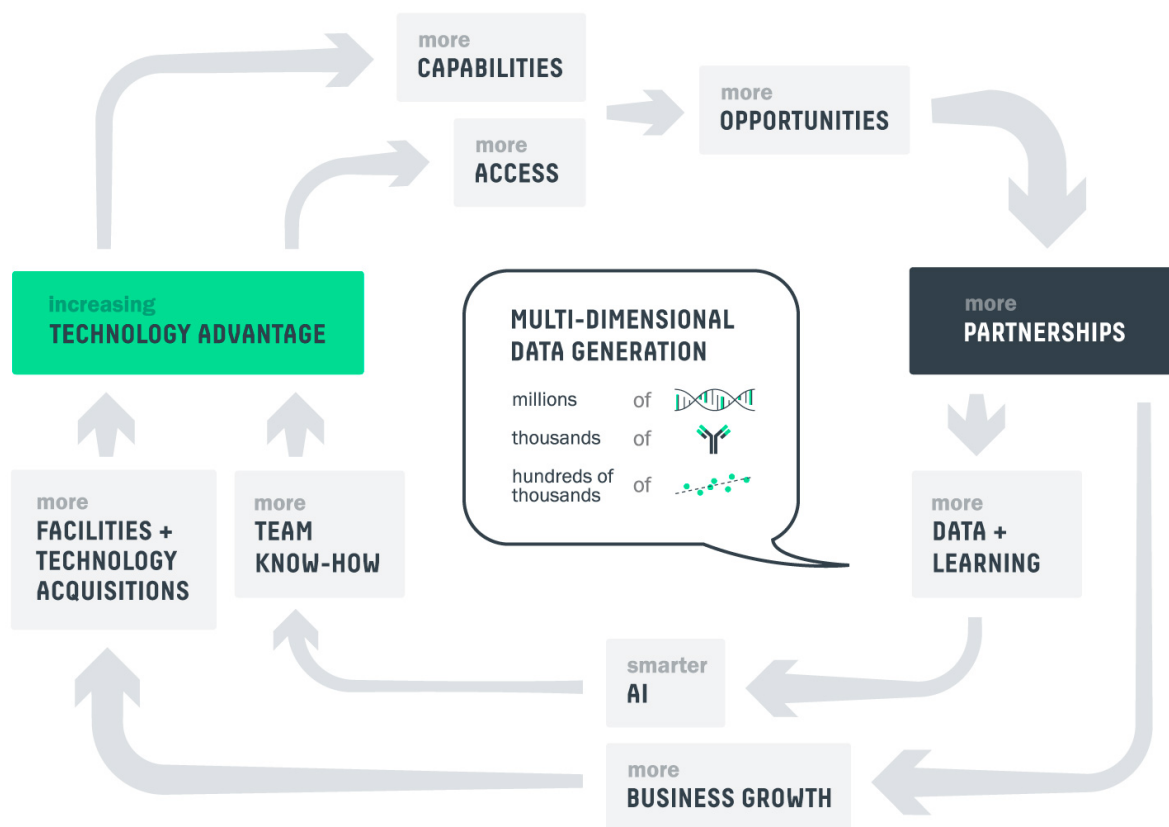 more
CAPABILITIES
more
ACCESS
more
OPPORTUNITIES
increasing
TECHNOLOGY ADVANTAGE
MULTI-DIMENSIONAL
DATA GENERATION
millions of
thousands of
hundreds of
thousands of
more
PARTNERSHIPS
more
FACILITIES +
TECHNOLOGY
ACQUISITIONS
more
TEAM
KNOW-HOW
more
DATA +
LEARNING
smarter
AI
more
BUSINESS GROWTH